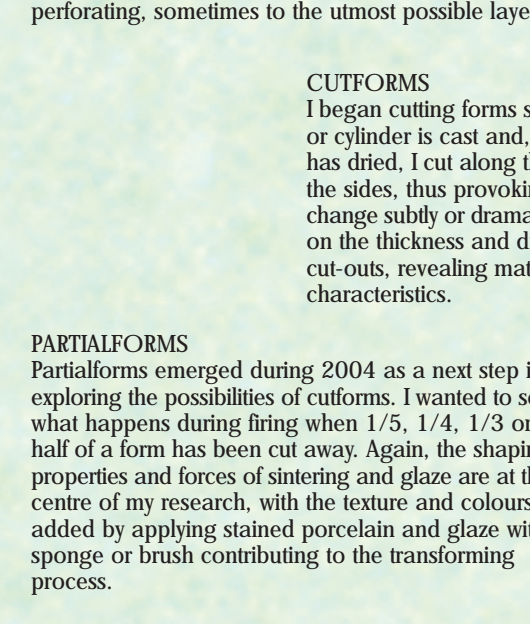 perforating, sometimes to the utmost possible laye
CUTFORMS
I began cutting forms s
or cylinder is cast and,
has dried, I cut along t
the sides, thus provoki
change subtly or drama
on the thickness and d
cut-outs, revealing mat
characteristics.
PARTIALFORMS
Partialforms emerged during 2004 as a next step i
exploring the possibilities of cutforms. I wanted to s
what happens during firing when 1/5, 1/4, 1/3 or
half of a form has been cut away. Again, the shapin
properties and forces of sintering and glaze are at t
centre of my research, with the texture and colours
added by applying stained porcelain and glaze wit
sponge or brush contributing to the transforming
process.